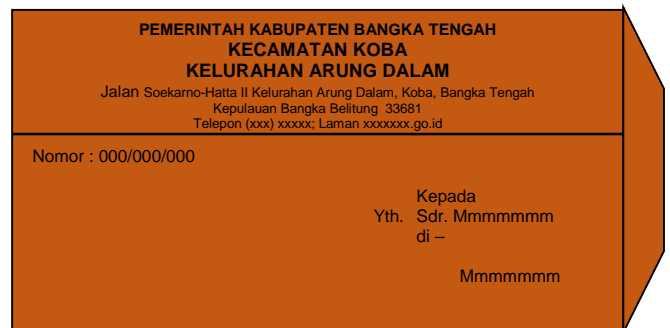 PEMERINTAH KABUPATEN BANGKA TENGAH
KECAMATAN KOBA
KELURAHAN ARUNG DALAM
Jalan Soekarno-Hatta II Kelurahan Arung Dalam, Koba, Bangka Tengah
Kepulauan Bangka Belitung 33681
Telepon (xxx) xxxxx; Laman xxxxxxx.go.id
Nomor : 000/000/000
Kepada
Yth. Sdr. Mmmmmmm
di –
Mmmmmmm